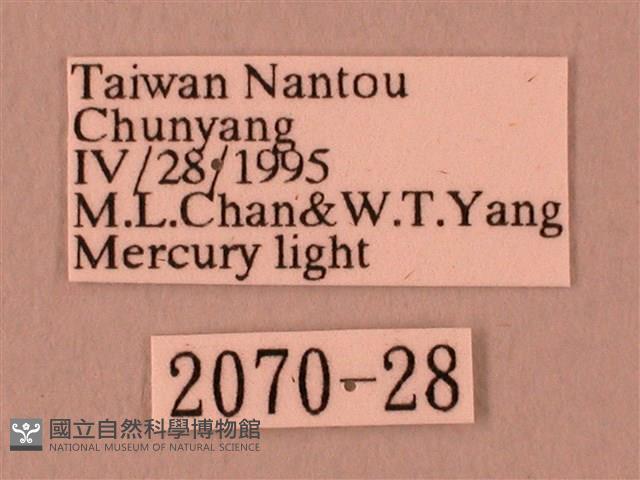 Taiwan Nantou
Chunyang
IV/28/1995
M.L.Chan&W.T.Yang
Mercury light
2070-28
國立自然科學博物館
NATIONAL MUSEUM OF NATURAL SCIENCE